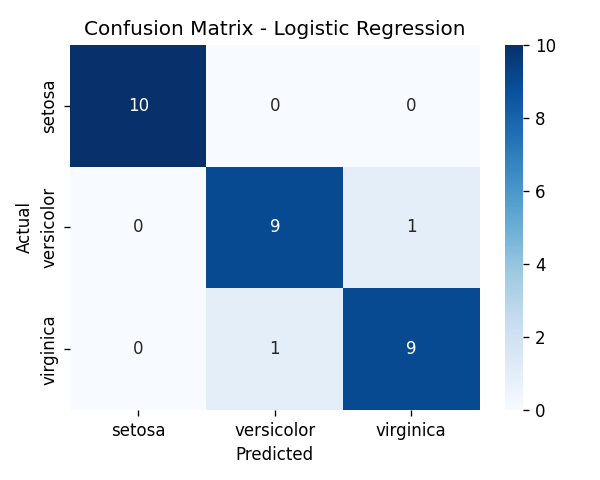 Confusion Matrix - Logistic Regression
setosa
10 0 0
versicolor
0 9 1
virginica
0 1 9
Actual
setosa versicolor virginica
Predicted
10
8
6
4
2
0